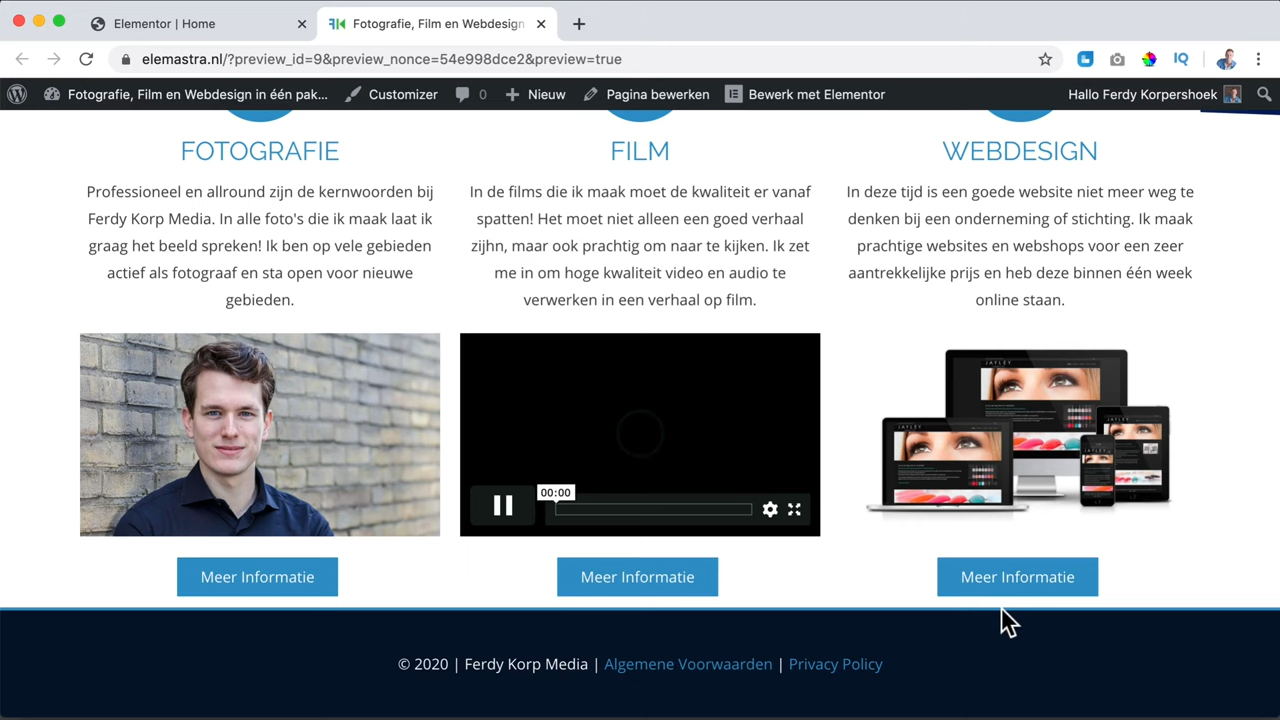 Elementor | Home
Fotografie, Film en Webdesign
elemastra.nl/?preview_id=9&preview_nonce=54e998dce2&preview=true
IQ
Fotografie, Film en Webdesign in één pak...
Customizer
0
Nieuw
Pagina bewerken
Bewerk met Elementor
Hallo Ferdy Korpershoek
FOTOGRAFIE
Professioneel en allround zijn de kernwoorden bij
Ferdy Korp Media. In alle foto's die ik maak laat ik
graag het beeld spreken! Ik ben op vele gebieden
actief als fotograaf en sta open voor nieuwe
gebieden.
Meer Informatie
FILM
In de films die ik maak moet de kwaliteit er vanaf
spatten! Het moet niet alleen een goed verhaal
zijhn, maar ook prachtig om naar te kijken. Ik zet
me in om hoge kwaliteit video en audio te
verwerken in een verhaal op film.
00:00
Meer Informatie
WEBDESIGN
In deze tijd is een goede website niet meer weg te
denken bij een onderneming of stichting. Ik maak
prachtige websites en webshops voor een zeer
aantrekkelijke prijs en heb deze binnen één week
online staan.
JAYLEY
JAYLEY
Meer Informatie
© 2020 | Ferdy Korp Media | Algemene Voorwaarden | Privacy Policy